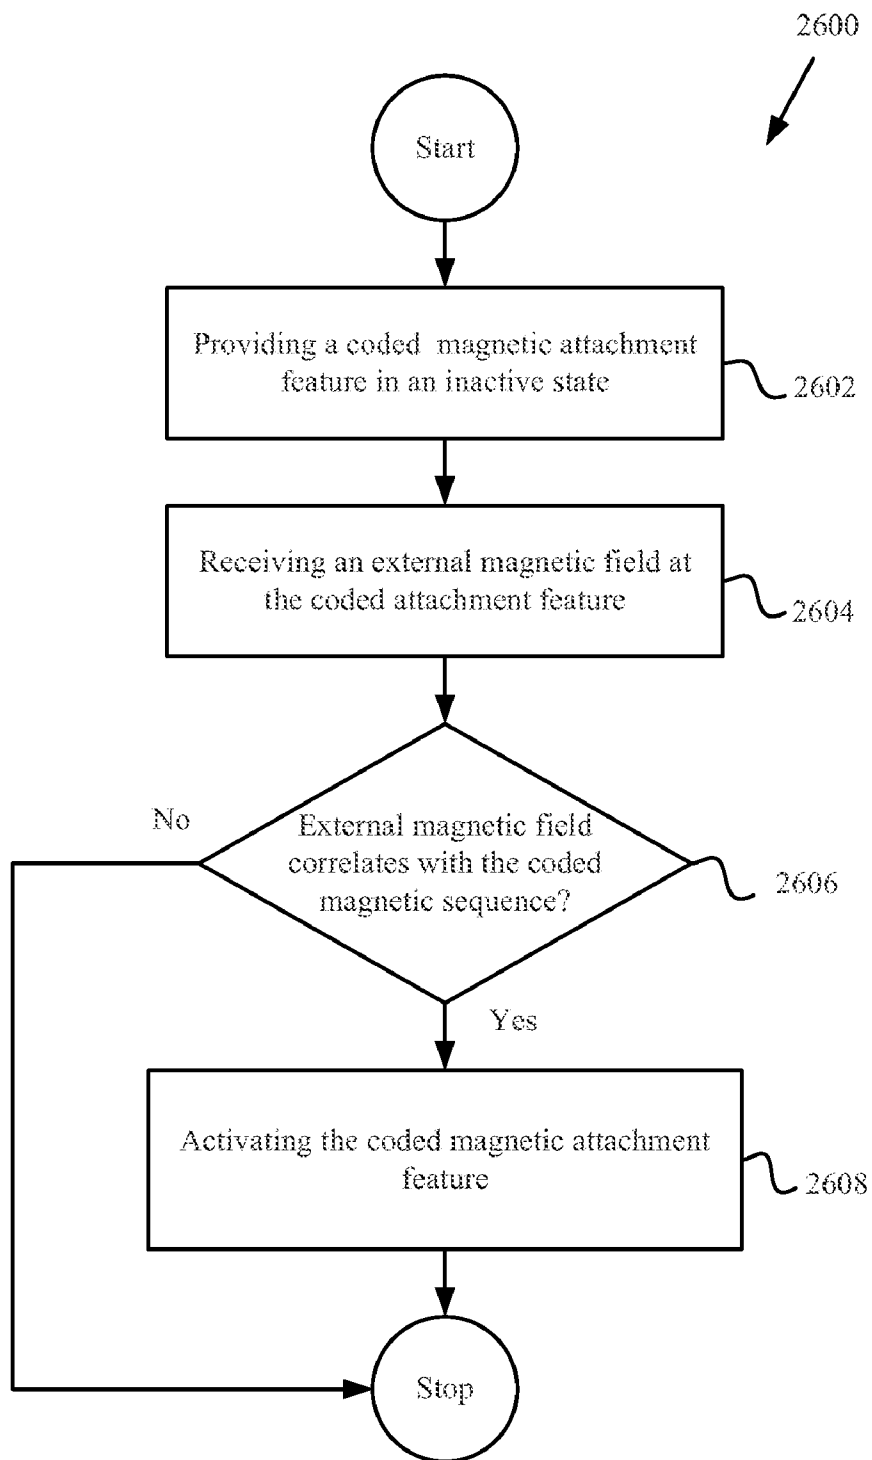 2600
Start
Providing a coded magnetic attachment
feature in an inactive state
2602
Receiving an external magnetic field at
the coded attachment feature
2604
No
External magnetic field
correlates with the coded
magnetic sequence?
2606
Yes
Activating the coded magnetic attachment
feature
2608
Stop